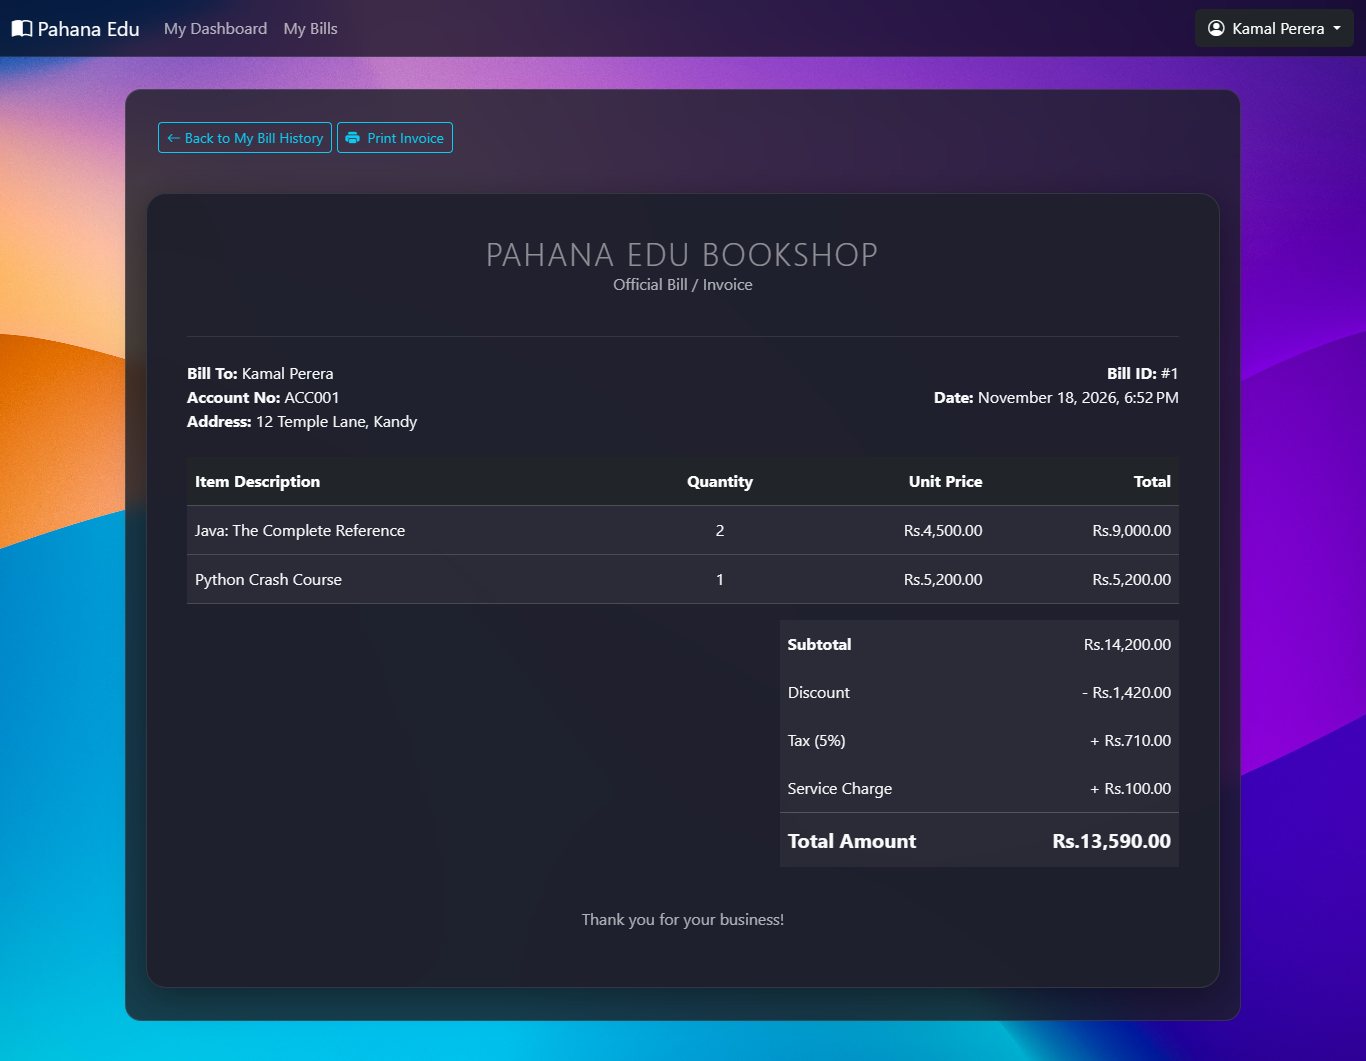 Pahana Edu My Dashboard My Bills Kamal Perera
← Back to My Bill History Print Invoice
PAHANA EDU BOOKSHOP
Official Bill / Invoice
Bill To: Kamal Perera Bill ID: #1
Account No: ACC001 Date: November 18, 2026, 6:52 PM
Address: 12 Temple Lane, Kandy
Item Description Quantity Unit Price Total
Java: The Complete Reference 2 Rs.4,500.00 Rs.9,000.00
Python Crash Course 1 Rs.5,200.00 Rs.5,200.00
Subtotal Rs.14,200.00
Discount - Rs.1,420.00
Tax (5%) + Rs.710.00
Service Charge + Rs.100.00
Total Amount Rs.13,590.00
Thank you for your business!